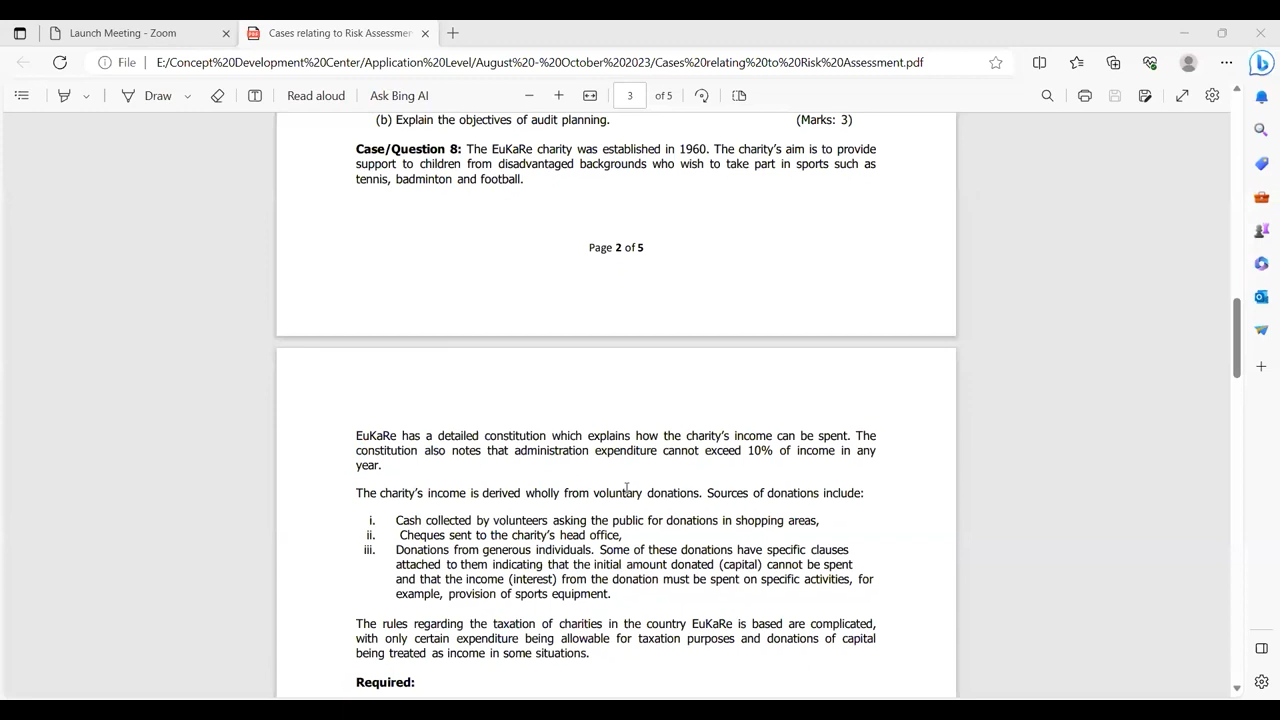 Launch Meeting - Zoom
Cases relating to Risk Assessmen
File
E:/Concept%20Development%20Center/Application%20Level/August%20-%20October%202023/Cases%20relating%20to%20Risk%20Assessment.pdf
Draw
Read aloud
Ask Bing AI
3
of 5
(b) Explain the objectives of audit planning. (Marks: 3)
Case/Question 8: The EuKaRe charity was established in 1960. The charity's aim is to provide
support to children from disadvantaged backgrounds who wish to take part in sports such as
tennis, badminton and football.
Page 2 of 5
EuKaRe has a detailed constitution which explains how the charity's income can be spent. The
constitution also notes that administration expenditure cannot exceed 10% of income in any
year.
The charity's income is derived wholly from voluntary donations. Sources of donations include:
i. Cash collected by volunteers asking the public for donations in shopping areas,
ii. Cheques sent to the charity's head office,
iii. Donations from generous individuals. Some of these donations have specific clauses
attached to them indicating that the initial amount donated (capital) cannot be spent
and that the income (interest) from the donation must be spent on specific activities, for
example, provision of sports equipment.
The rules regarding the taxation of charities in the country EuKaRe is based are complicated,
with only certain expenditure being allowable for taxation purposes and donations of capital
being treated as income in some situations.
Required: